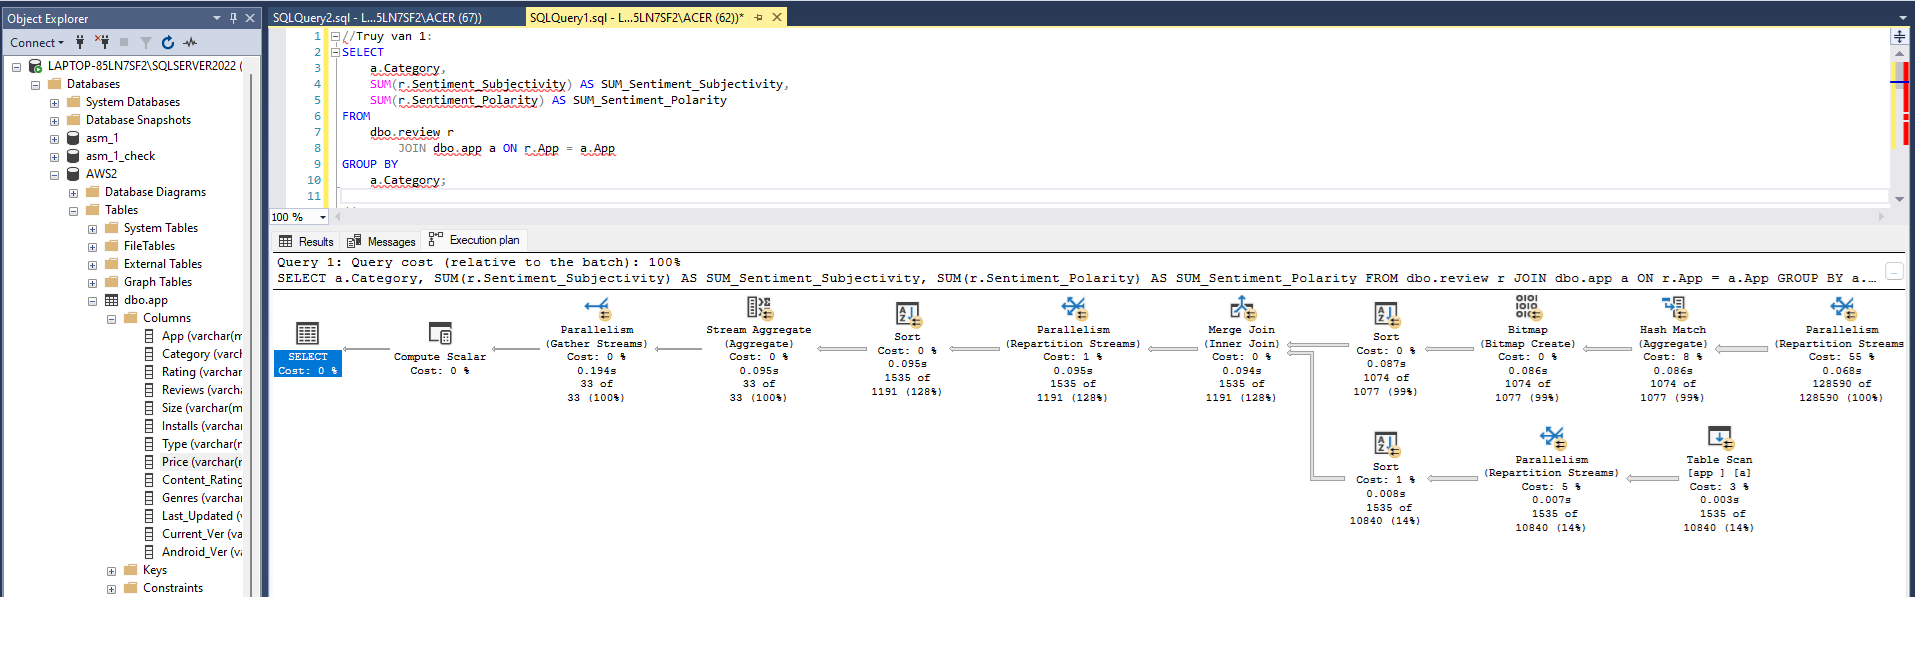 Object Explorer
Connect
LAPTOP-85LN7SF2\SQLSERVER2022 (
Databases
System Databases
Database Snapshots
asm_1
asm_1_check
AWS2
Database Diagrams
Tables
System Tables
FileTables
External Tables
Graph Tables
dbo.app
Columns
App (varchar(m
Category (varch
Rating (varchar
Reviews (varchar
Size (varchar(m
Installs (varchar
Type (varchar(r
Price (varchar(r
Content_Rating
Genres (varchar
Last_Updated (v
Current_Ver (va
Android_Ver (va
Keys
Constraints
SQLQuery2.sql - L...5LN7SF2\ACER (67))
SQLQuery1.sql - L...5LN7SF2\ACER (62))*
1 //Truy van 1:
2 SELECT
3 a.Category,
4 SUM(r.Sentiment_Subjectivity) AS SUM_Sentiment_Subjectivity,
5 SUM(r.Sentiment_Polarity) AS SUM_Sentiment_Polarity
6 FROM
7 dbo.review r
8 JOIN dbo.app a ON r.App = a.App
9 GROUP BY
10 a.Category;
11
100 %
Results Messages Execution plan
Query 1: Query cost (relative to the batch): 100%
SELECT a.Category, SUM(r.Sentiment_Subjectivity) AS SUM_Sentiment_Subjectivity, SUM(r.Sentiment_Polarity) AS SUM_Sentiment_Polarity FROM dbo.review r JOIN dbo.app a ON r.App = a.App GROUP BY a....
SELECT
Cost: 0 %
Compute Scalar
Cost: 0 %
Parallelism
(Gather Streams)
Cost: 0 %
0.194s
33 of
33 (100%)
Stream Aggregate
(Aggregate)
Cost: 0 %
0.095s
33 of
33 (100%)
Sort
Cost: 0 %
0.095s
1535 of
1191 (128%)
Parallelism
(Repartition Streams)
Cost: 1 %
0.095s
1535 of
1191 (128%)
Merge Join
(Inner Join)
Cost: 0 %
0.094s
1535 of
1191 (128%)
Sort
Cost: 0 %
0.087s
1074 of
1077 (99%)
Bitmap
(Bitmap Create)
Cost: 0 %
0.086s
1074 of
1077 (99%)
Hash Match
(Aggregate)
Cost: 8 %
0.086s
1074 of
1077 (99%)
Parallelism
(Repartition Streams
Cost: 55 %
0.068s
128590 of
128590 (100%)
Sort
Cost: 1 %
0.008s
1535 of
10840 (14%)
Parallelism
(Repartition Streams)
Cost: 5 %
0.007s
1535 of
10840 (14%)
Table Scan
[app ] [a]
Cost: 3 %
0.003s
1535 of
10840 (14%)